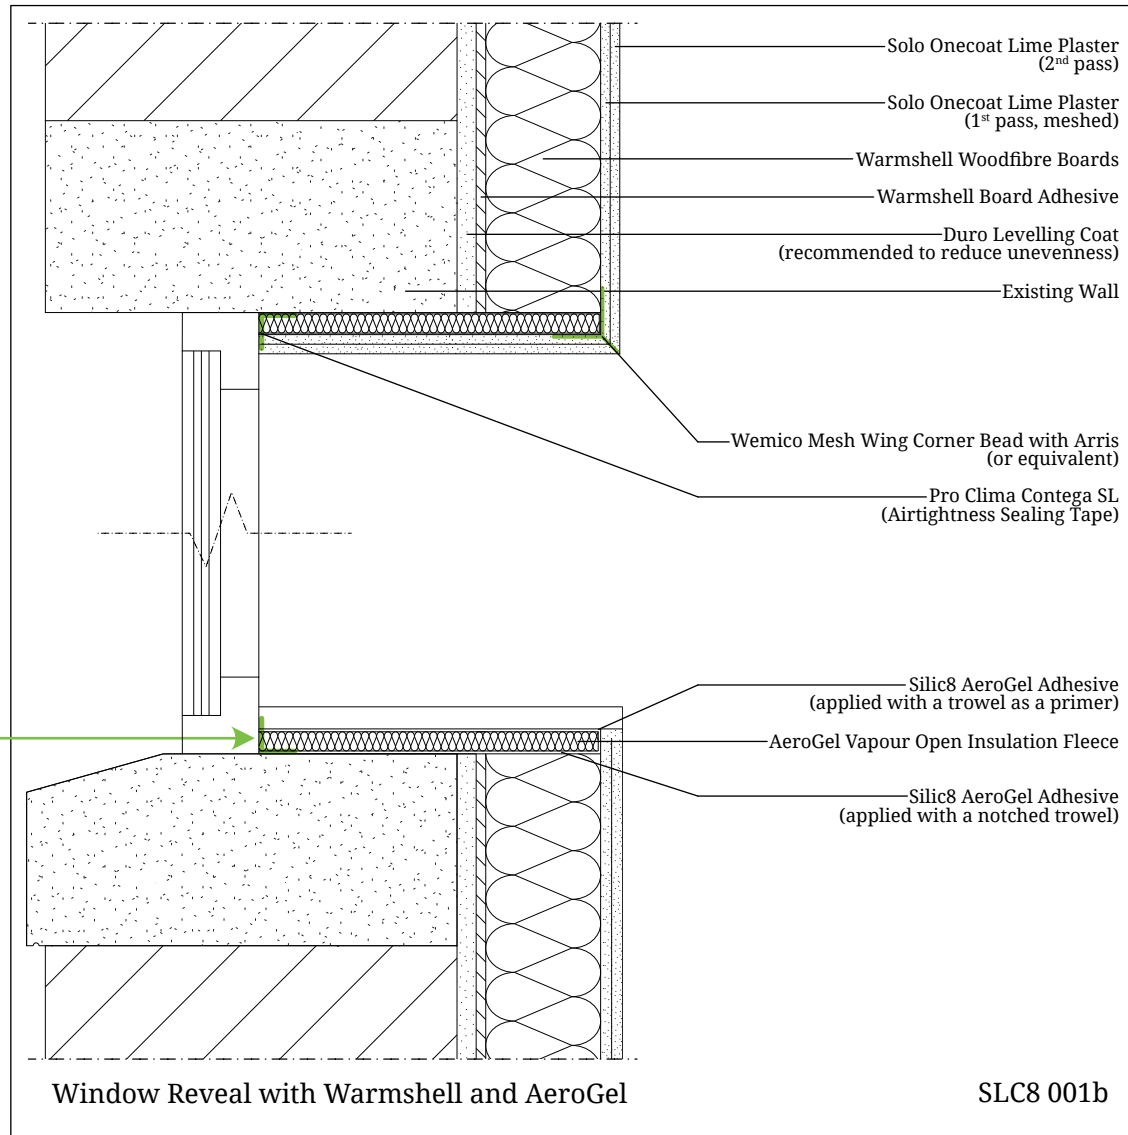 Solo Onecoat Lime Plaster
(2nd pass)
Solo Onecoat Lime Plaster
(1st pass, meshed)
Warmshell Woodfibre Boards
Warmshell Board Adhesive
Duro Levelling Coat
(recommended to reduce unevenness)
Existing Wall
Wemico Mesh Wing Corner Bead with Arris
(or equivalent)
Pro Clima Contega SL
(Airtightness Sealing Tape)
Silic8 AeroGel Adhesive
(applied with a trowel as a primer)
AeroGel Vapour Open Insulation Fleece
Silic8 AeroGel Adhesive
(applied with a notched trowel)
Window Reveal with Warmshell and AeroGel
SLC8 001b